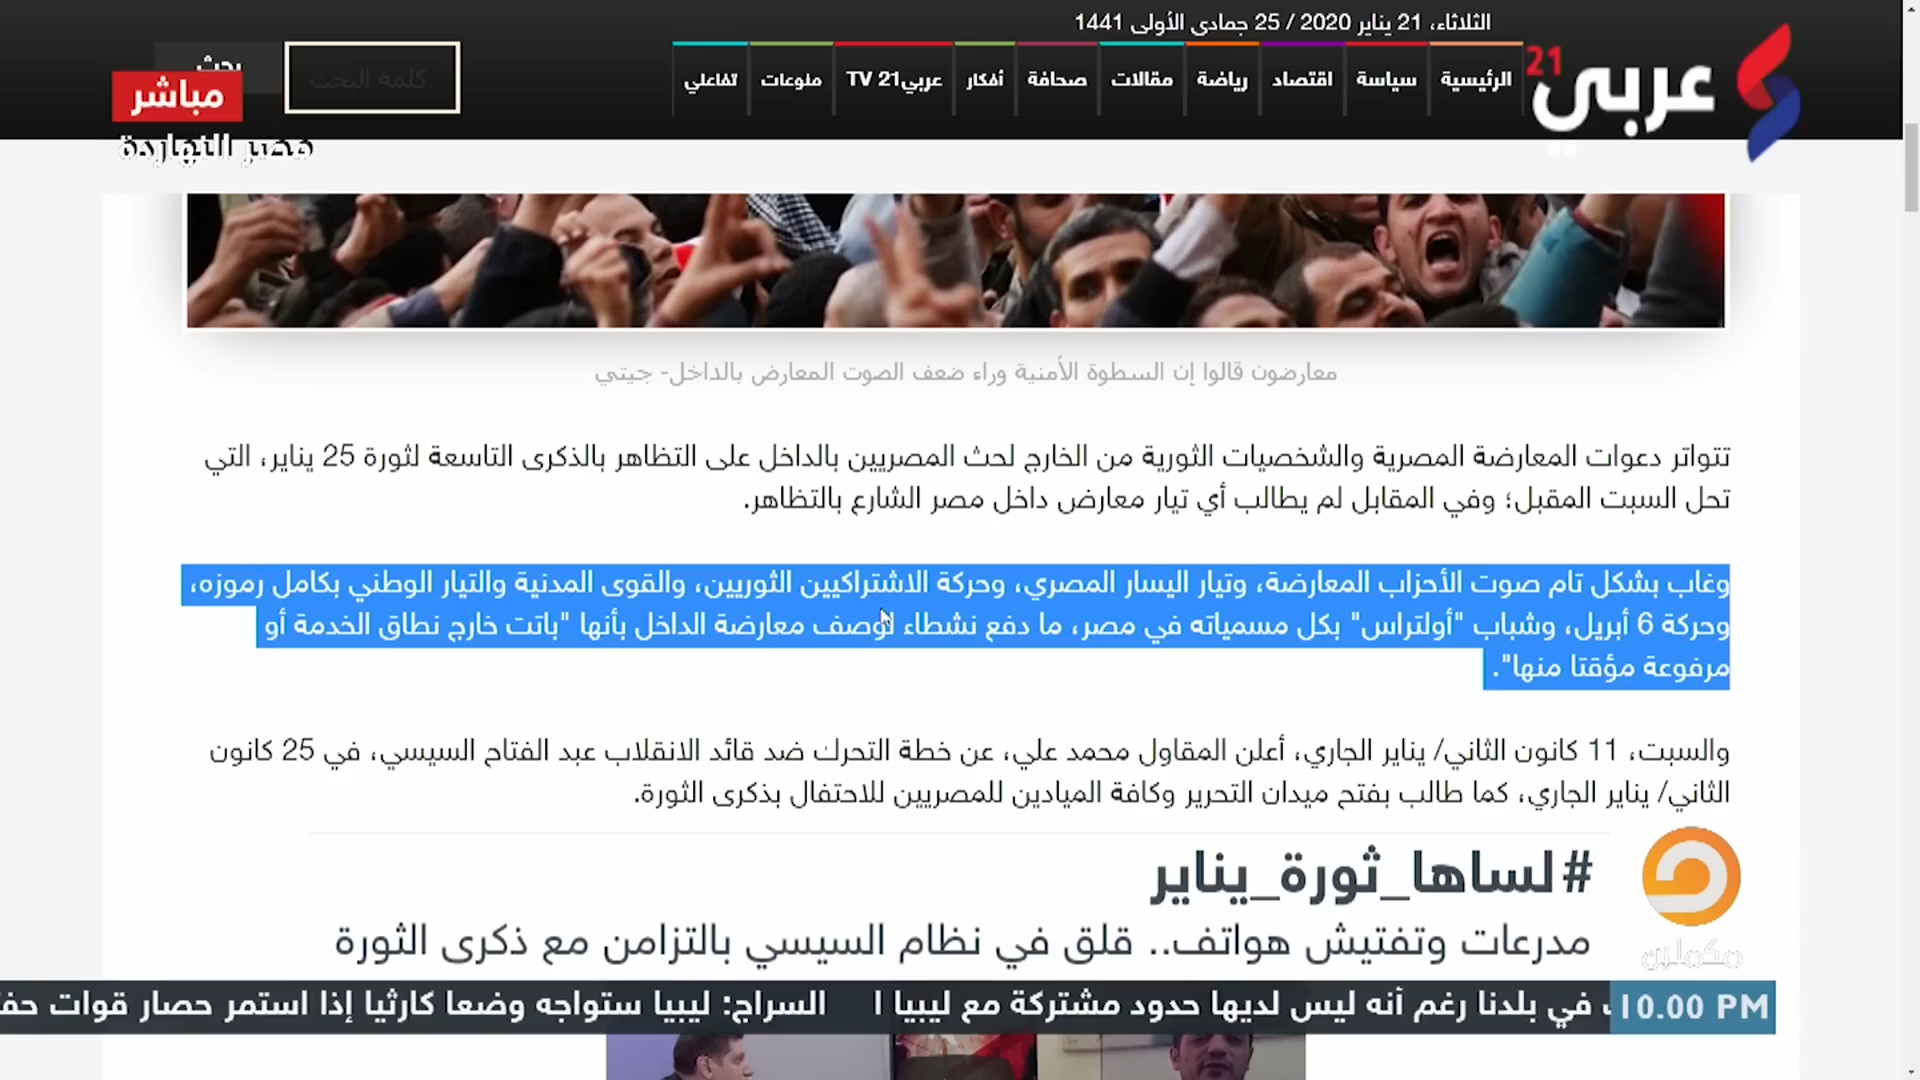 الثلاثاء، 21 يناير 2020 / 25 جمادى الأولى 1441
عربي 21
الرئيسية
سياسة
اقتصاد
رياضة
مقالات
صحافة
أفكار
عربي21 TV
منوعات
تفاعلي
كلمة البحث
بحث
مباشر
مصر النهاردة
معارضون قالوا إن السطوة الأمنية وراء ضعف الصوت المعارض بالداخل- جيتي
تتواتر دعوات المعارضة المصرية والشخصيات الثورية من الخارج لحث المصريين بالداخل على التظاهر بالذكرى التاسعة لثورة 25 يناير، التي
تحل السبت المقبل؛ وفي المقابل لم يطالب أي تيار معارض داخل مصر الشارع بالتظاهر.
وغاب بشكل تام صوت الأحزاب المعارضة، وتيار اليسار المصري، وحركة الاشتراكيين الثوريين، والقوى المدنية والتيار الوطني بكامل رموزه،
وحركة 6 أبريل، وشباب "أولتراس" بكل مسمياته في مصر، ما دفع نشطاء لوصف معارضة الداخل بأنها "باتت خارج نطاق الخدمة أو
مرفوعة مؤقتا منها".
والسبت، 11 كانون الثاني/ يناير الجاري، أعلن المقاول محمد علي، عن خطة التحرك ضد قائد الانقلاب عبد الفتاح السيسي، في 25 كانون
الثاني/ يناير الجاري، كما طالب بفتح ميدان التحرير وكافة الميادين للمصريين للاحتفال بذكرى الثورة.
#لساها_ثورة_يناير
مدرعات وتفتيش هواتف.. قلق في نظام السيسي بالتزامن مع ذكرى الثورة
مكملين
10.00 PM
في بلدنا رغم أنه ليس لديها حدود مشتركة مع ليبيا ا
السراج: ليبيا ستواجه وضعا كارثيا إذا استمر حصار قوات حف